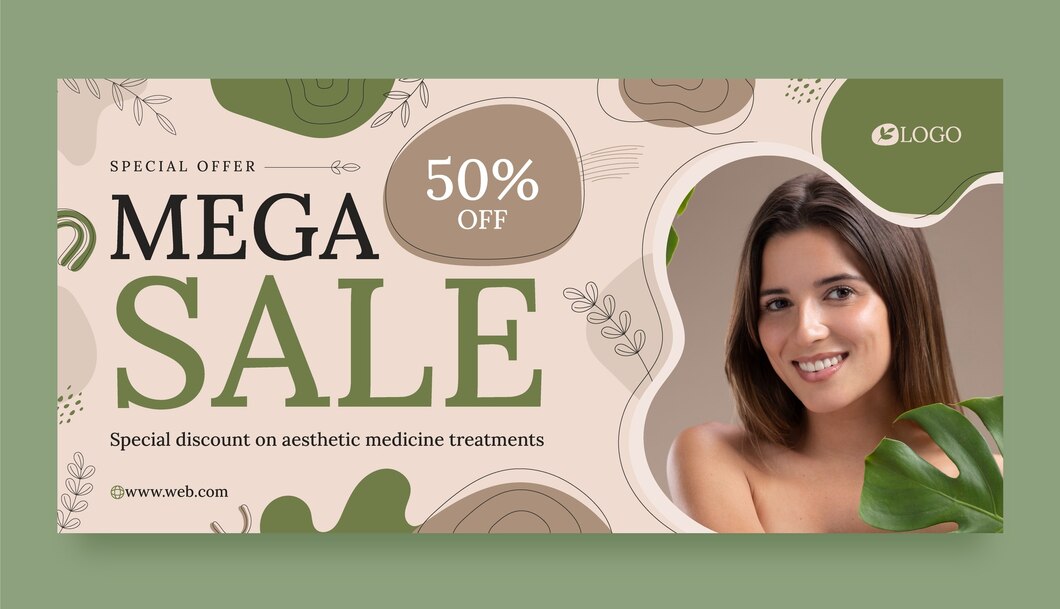 SPECIAL OFFER
MEGA
SALE
50%
OFF
Special discount on aesthetic medicine treatments
www.web.com
LOGO